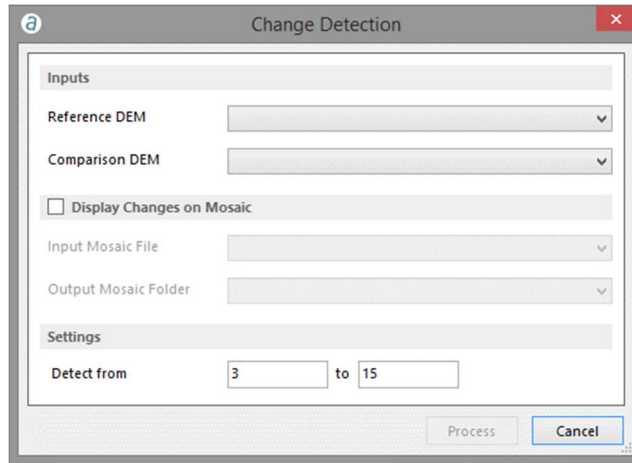 a
Change Detection
Inputs
Reference DEM
Comparison DEM
Display Changes on Mosaic
Input Mosaic File
Output Mosaic Folder
Settings
Detect from 3 to 15
Process Cancel